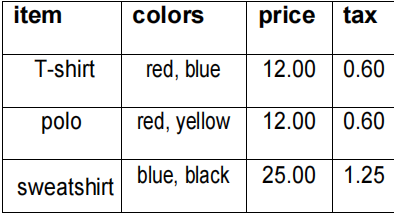 item colors price tax
T-shirt red, blue 12.00 0.60
polo red, yellow 12.00 0.60
sweatshirt blue, black 25.00 1.25